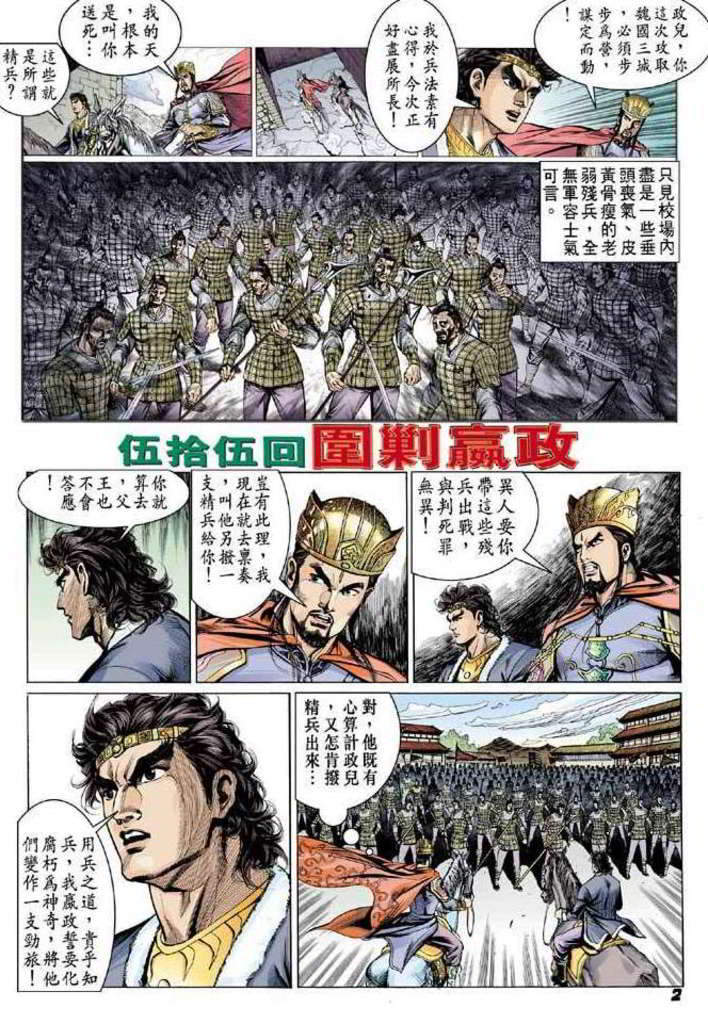 政兒，你
這次攻取
魏國三城
，必須步
步爲營，
謀定而動
！
我於兵法素有
心得，今次正
好盡展所長！
我的天
，根本
是叫你
送死…
這些就
是所謂
精兵？
只見校場內
盡是一些垂
頭喪氣、皮
黃骨瘦的老
弱殘兵，全
無軍容士氣
可言。
伍拾伍回 圍剿嬴政
異人要你
帶這些殘
兵出戰，
與判死罪
無異！
豈有此理，我
現在就去稟奏
，叫他另撥一
支精兵給你！
你就
算去
，父
王也
不會
答應
！
對，他既有
心算計政兒
，又怎肯撥
精兵出來…
用兵之道，貴乎知
兵，我嬴政誓要化
腐朽爲神奇，將他
們變作一支勁旅！
2